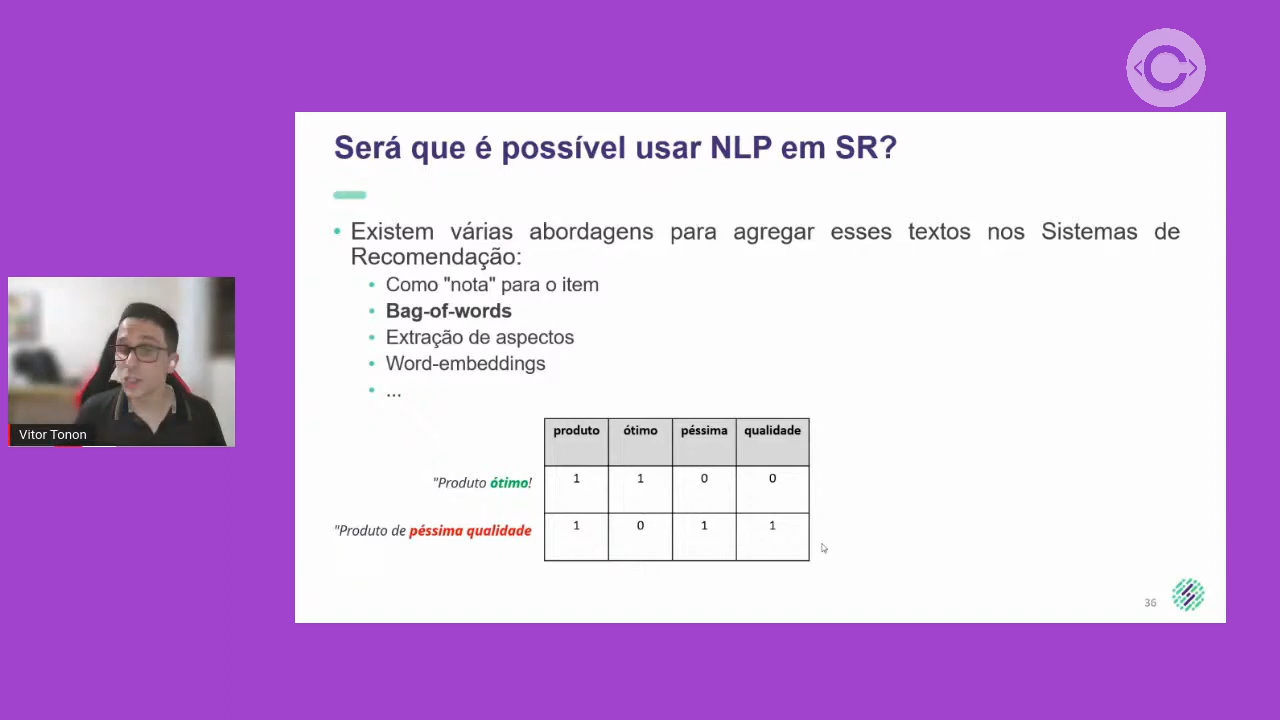 Será que é possível usar NLP em SR?
• Existem várias abordagens para agregar esses textos nos Sistemas de
Recomendação:
• Como "nota" para o item
• Bag-of-words
• Extração de aspectos
• Word-embeddings
• ...
produto ótimo péssima qualidade
"Produto ótimo! 1 1 0 0
"Produto de péssima qualidade 1 0 1 1
Vitor Tonon
36